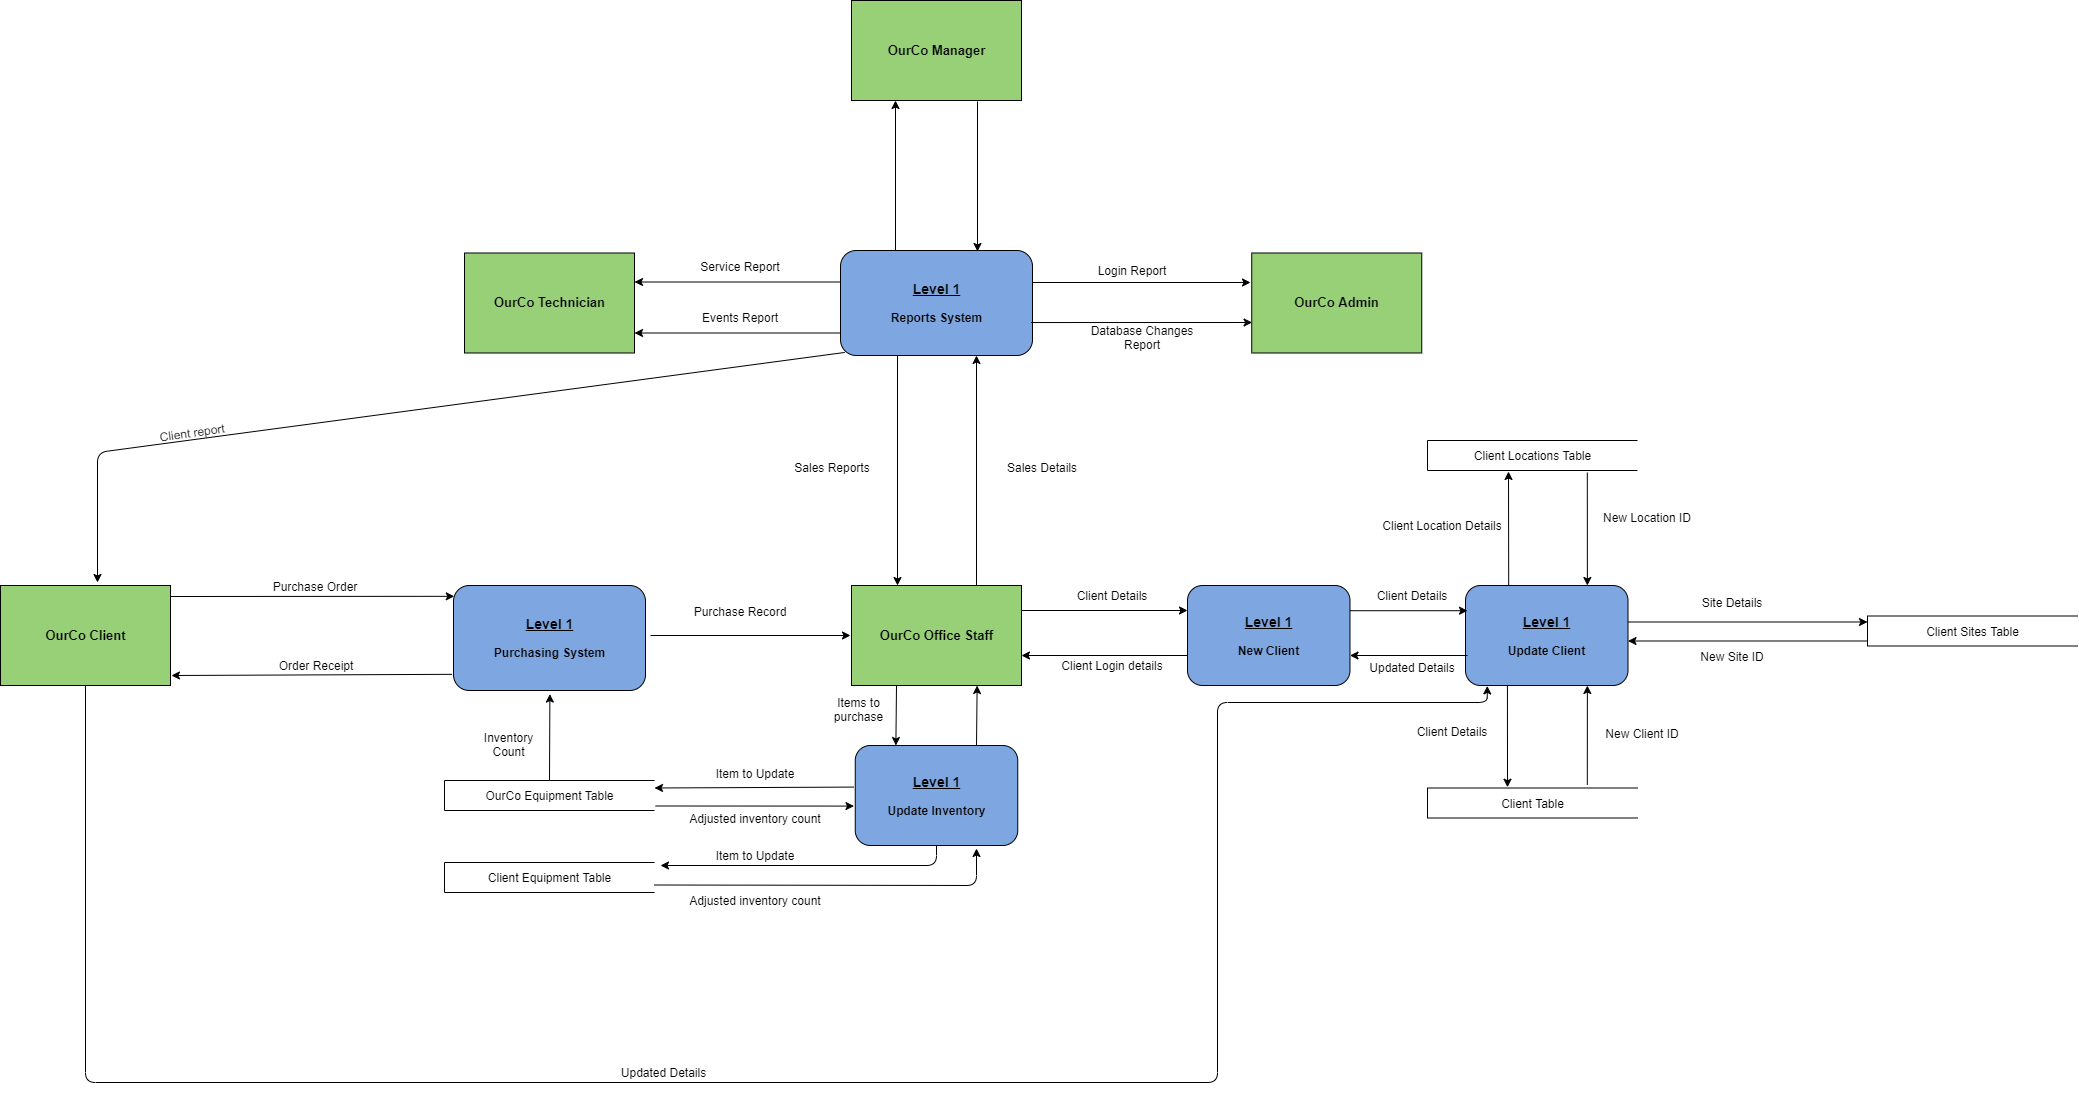 OurCo Manager
Service Report
Login Report
Level 1
OurCo Technician
OurCo Admin
Events Report
Reports System
Database Changes
Report
Client report
Client Locations Table
Sales Reports
Sales Details
Client Location Details
New Location ID
Purchase Order
Client Details
Client Details
Site Details
Purchase Record
Level 1
Level 1
Level 1
OurCo Client
OurCo Office Staff
Client Sites Table
Purchasing System
New Client
Update Client
Order Receipt
Client Login details
Updated Details
New Site ID
Items to
purchase
Inventory
Count
Client Details
New Client ID
Item to Update
Level 1
OurCo Equipment Table
Client Table
Update Inventory
Adjusted inventory count
Item to Update
Client Equipment Table
Adjusted inventory count
Updated Details